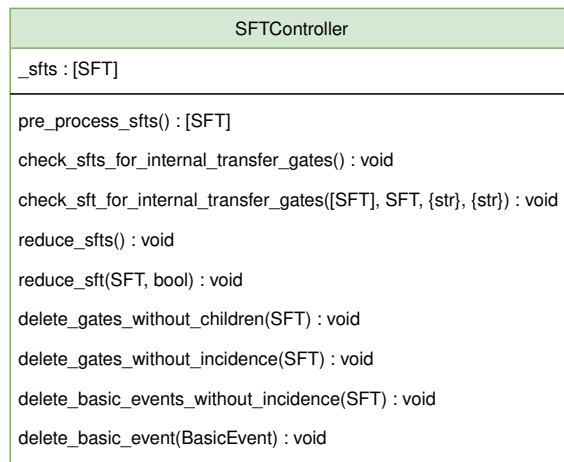 SFTController
_sfts : [SFT]
pre_process_sfts() : [SFT]
check_sfts_for_internal_transfer_gates() : void
check_sft_for_internal_transfer_gates([SFT], SFT, {str}, {str}) : void
reduce_sfts() : void
reduce_sft(SFT, bool) : void
delete_gates_without_children(SFT) : void
delete_gates_without_incidence(SFT) : void
delete_basic_events_without_incidence(SFT) : void
delete_basic_event(BasicEvent) : void